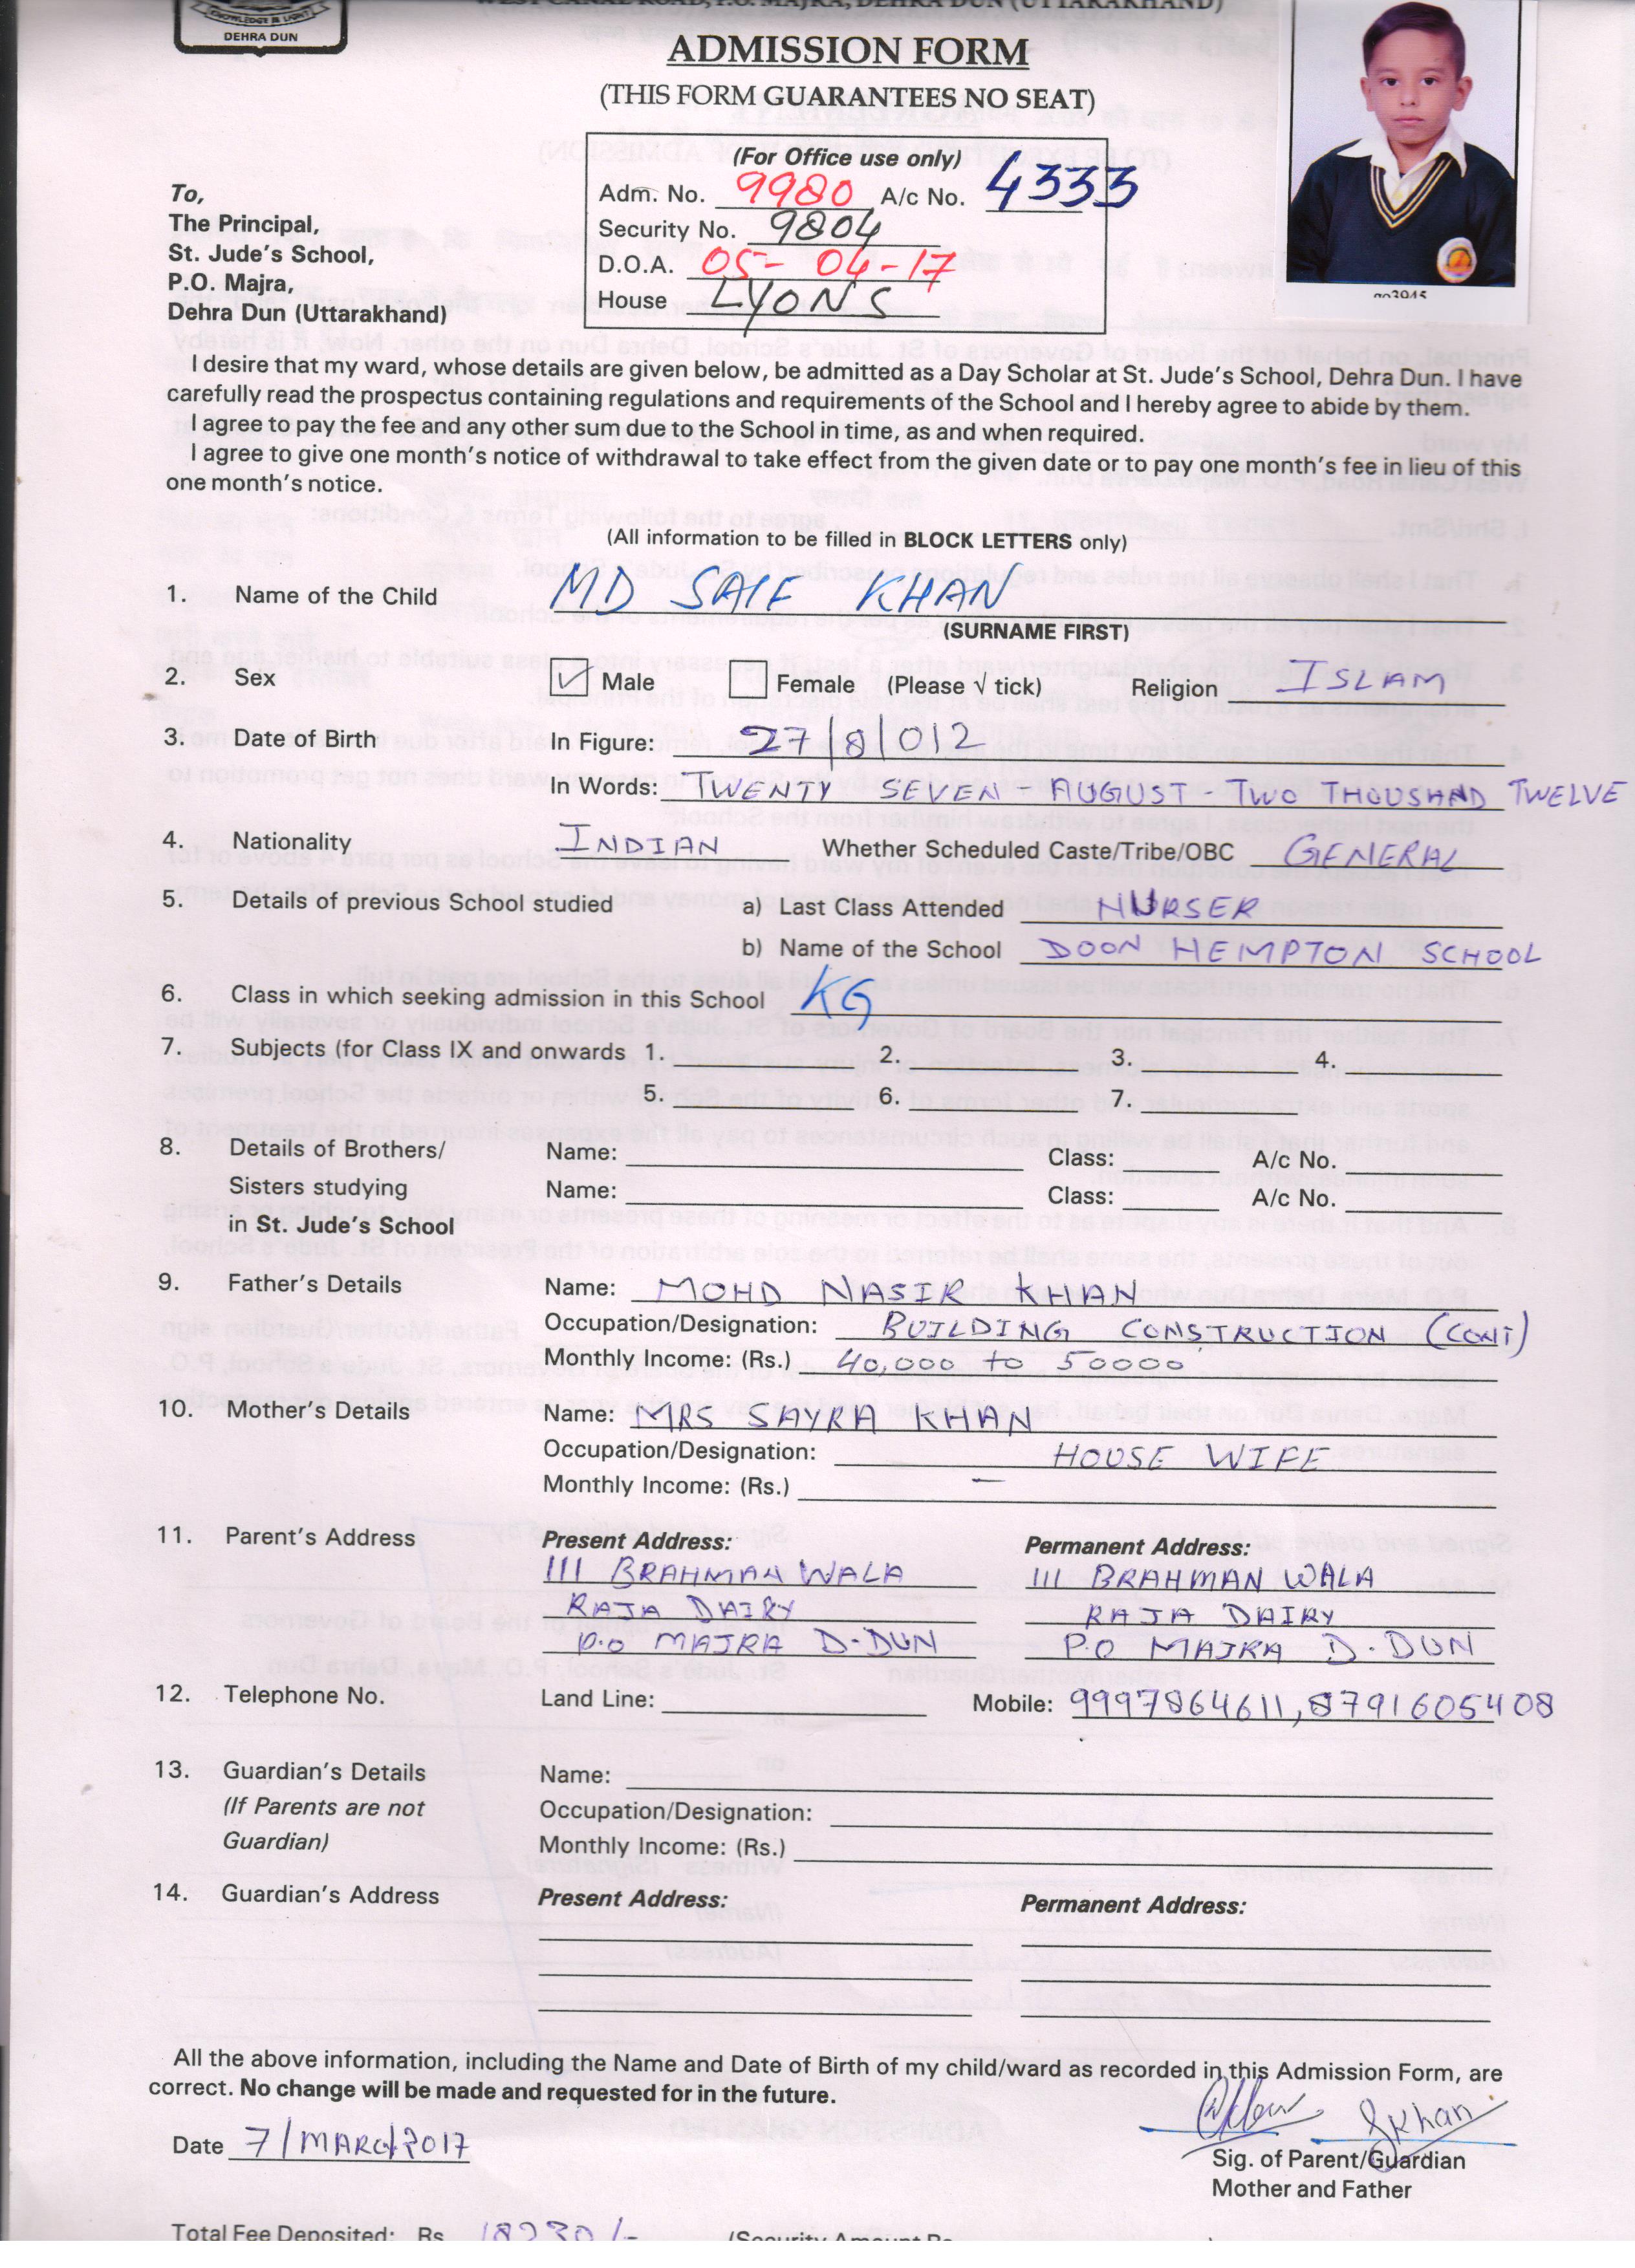 KNOWLEDGE IS LIGHT
DEHRA DUN
WEST CANAL ROAD, P.O. MAJRA, DEHRA DUN (UTTARAKHAND)
ADMISSION FORM
(THIS FORM GUARANTEES NO SEAT)
(For Office use only)
Adm. No. 9980 A/c No. 4333
Security No. 9804
D.O.A. 05-04-17
House LYONS
To,
The Principal,
St. Jude's School,
P.O. Majra,
Dehra Dun (Uttarakhand)
I desire that my ward, whose details are given below, be admitted as a Day Scholar at St. Jude's School, Dehra Dun. I have
carefully read the prospectus containing regulations and requirements of the School and I hereby agree to abide by them.
I agree to pay the fee and any other sum due to the School in time, as and when required.
I agree to give one month's notice of withdrawal to take effect from the given date or to pay one month's fee in lieu of this
one month's notice.
(All information to be filled in BLOCK LETTERS only)
1. Name of the Child MD SAIF KHAN
(SURNAME FIRST)
2. Sex Male Female (Please √ tick) Religion ISLAM
3. Date of Birth In Figure: 27/8/012
In Words: TWENTY SEVEN AUGUST - TWO THOUSHND TWELVE
4. Nationality INDIAN Whether Scheduled Caste/Tribe/OBC GENERAL
5. Details of previous School studied a) Last Class Attended NURSER
b) Name of the School DOON HEMPTON SCHOOL
6. Class in which seeking admission in this School KG
7. Subjects (for Class IX and onwards 1. 2. 3. 4.
5. 6. 7.
8. Details of Brothers/ Name: Class: A/c No.
Sisters studying Name: Class: A/c No.
in St. Jude's School
9. Father's Details Name: MOHD NASIR KHAN
Occupation/Designation: BUILDING CONSTRUCTION (CONT)
Monthly Income: (Rs.) 40,000 to 50000
10. Mother's Details Name: MRS SAYRA KHAN
Occupation/Designation: HOUSE WIFE
Monthly Income: (Rs.) —
11. Parent's Address Present Address: Permanent Address:
111 BRAHMAN WALA 111 BRAHMAN WALA
RAJA DAIRY RAJA DAIRY
P.O MAJRA D-DUN P.O MAJRA D.DUN
12. Telephone No. Land Line: Mobile: 9997864611, 8791605408
13. Guardian's Details Name:
(If Parents are not Occupation/Designation:
Guardian) Monthly Income: (Rs.)
14. Guardian's Address Present Address: Permanent Address:
All the above information, including the Name and Date of Birth of my child/ward as recorded in this Admission Form, are
correct. No change will be made and requested for in the future.
SKhan
Date 7/MARCH/2017
Sig. of Parent/Guardian
Mother and Father
Total Fee Deposited: Rs. 18230/- (Security Amount Rs.